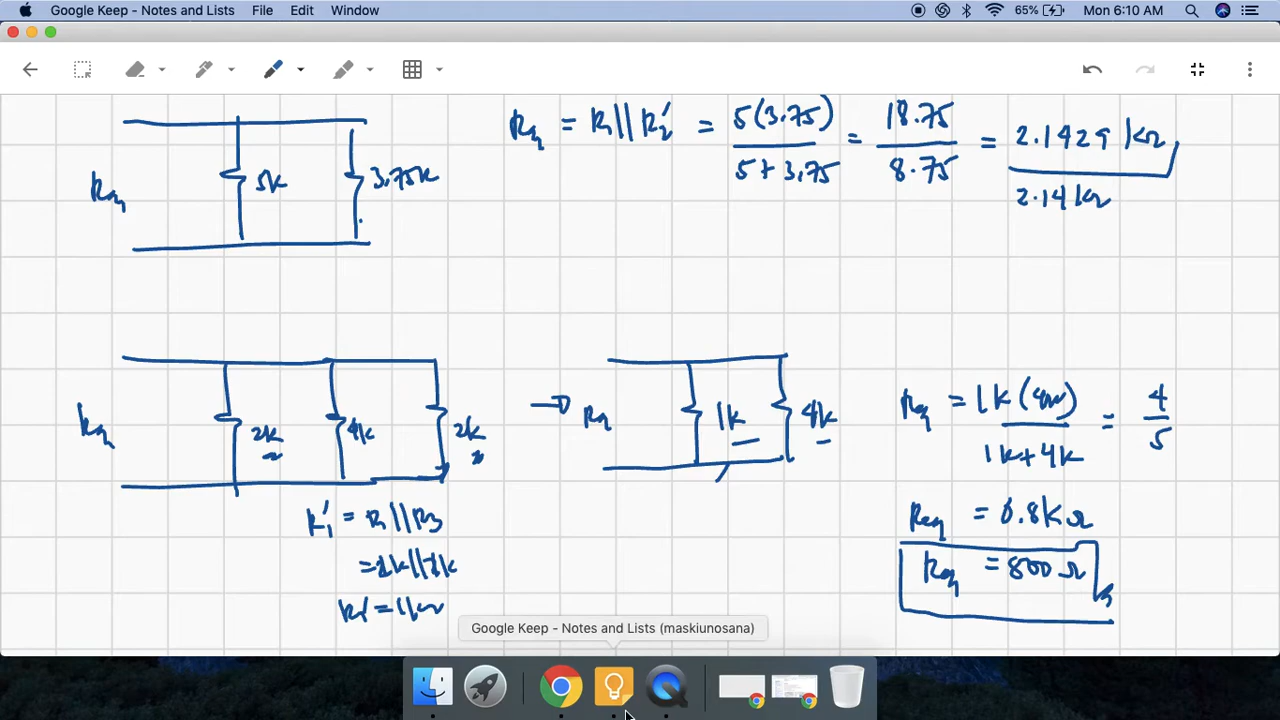 Google Keep - Notes and Lists File Edit Window 65% Mon 6:10 AM
Req = R1||R2' = 5(3.75) / 5+3.75 = 18.75 / 8.75 = 2.1429 kΩ
2.14 kΩ
Req 5k 3.75k
Req 2k 4k 2k → Req 1k 4k
Req = 1k(4k) / 1k+4k = 4 / 5
R1' = R1||R3
= 2k||2k
R1' = 1kΩ
Req = 0.8kΩ
Req = 800 Ω
Google Keep - Notes and Lists (maskiunosana)